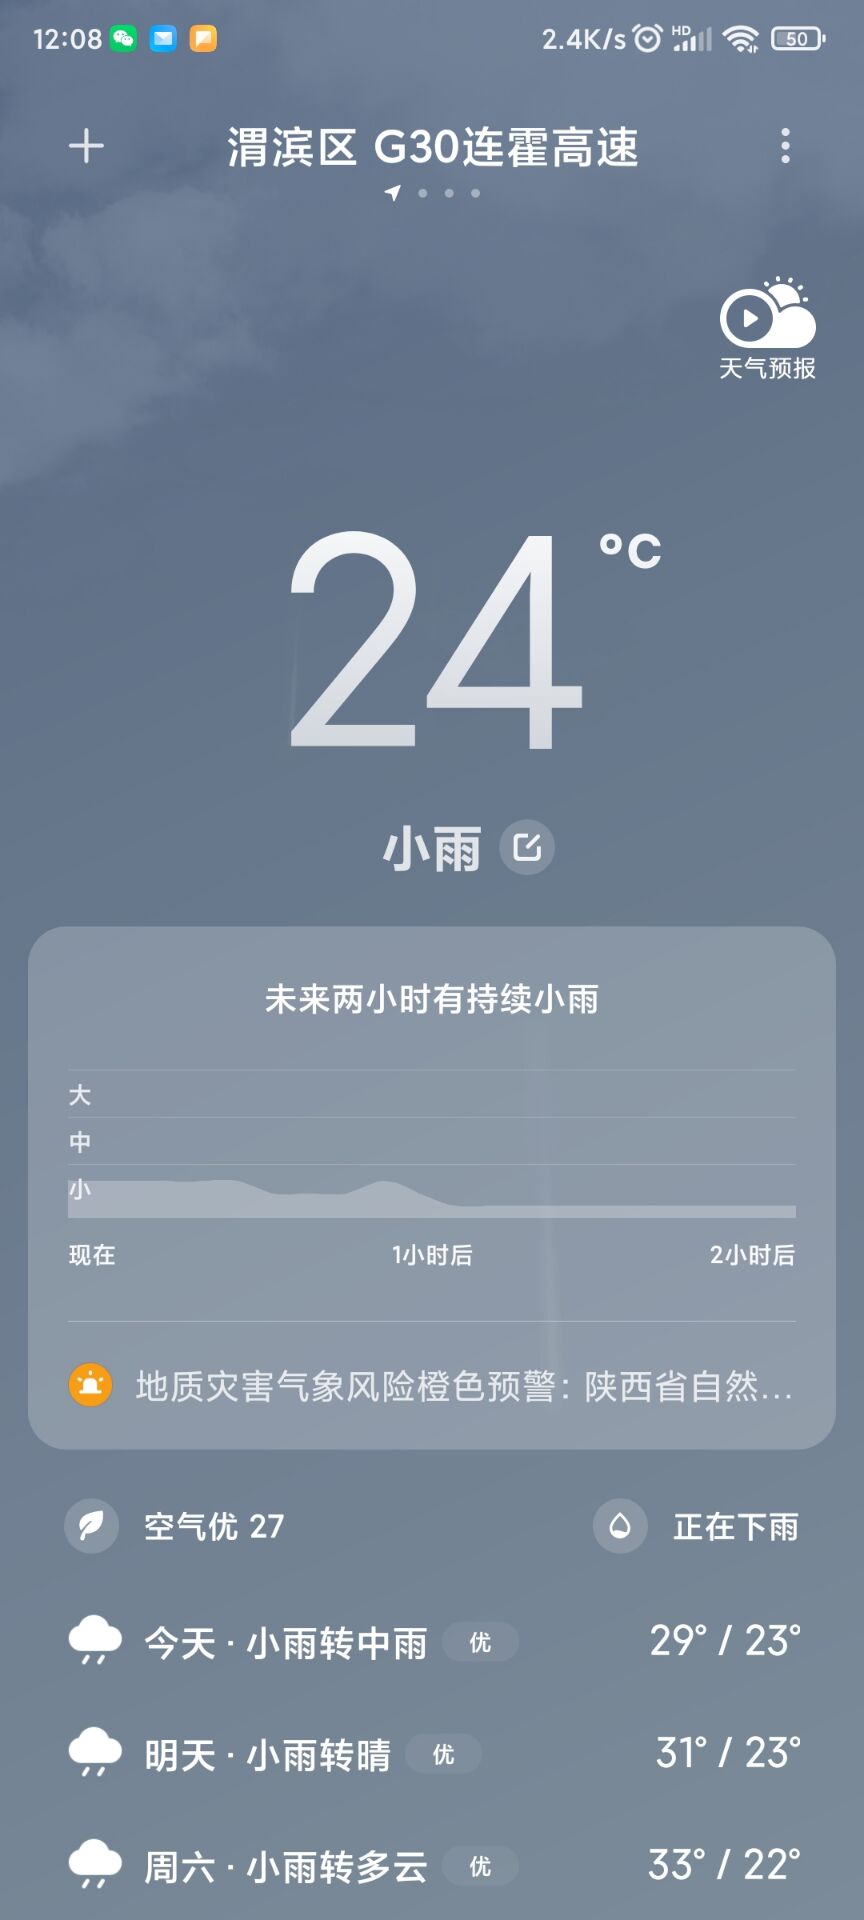 12:08 2.4K/s HD 50
渭滨区 G30连霍高速
天气预报
24 °C
小雨
未来两小时有持续小雨
大
中
小
现在 1小时后 2小时后
地质灾害气象风险橙色预警：陕西省自然...
空气优 27 正在下雨
今天 · 小雨转中雨 优 29° / 23°
明天 · 小雨转晴 优 31° / 23°
周六 · 小雨转多云 优 33° / 22°